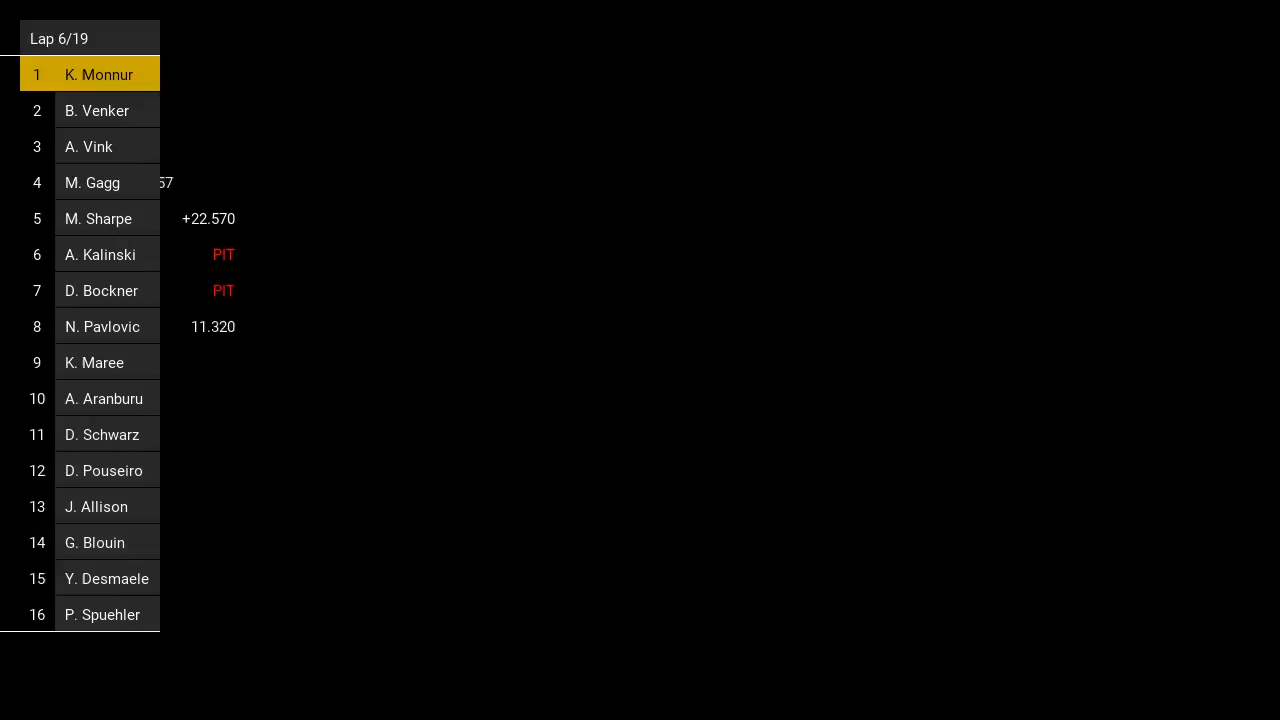 Lap 6/19
1 K. Monnur
2 B. Venker
3 A. Vink
4 M. Gagg
5 M. Sharpe +22.570
6 A. Kalinski PIT
7 D. Bockner PIT
8 N. Pavlovic 11.320
9 K. Maree
10 A. Aranburu
11 D. Schwarz
12 D. Pouseiro
13 J. Allison
14 G. Blouin
15 Y. Desmaele
16 P. Spuehler